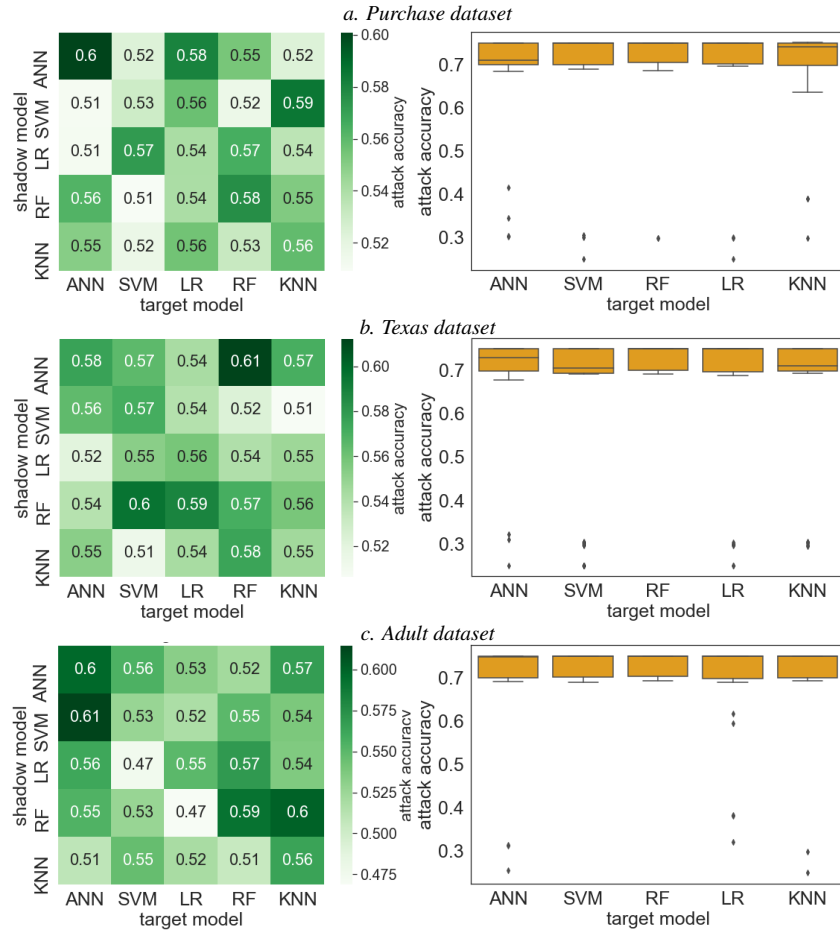 a. Purchase dataset
shadow model
ANN
SVM
LR
RF
KNN
0.6 0.52 0.58 0.55 0.52
0.51 0.53 0.56 0.52 0.59
0.51 0.57 0.54 0.57 0.54
0.56 0.51 0.54 0.58 0.55
0.55 0.52 0.56 0.53 0.56
ANN SVM LR RF KNN
target model
0.60
0.58
0.56
0.54
0.52
attack accuracy
attack accuracy
0.7
0.6
0.5
0.4
0.3
ANN SVM RF LR KNN
target model
b. Texas dataset
shadow model
ANN
SVM
LR
RF
KNN
0.58 0.57 0.54 0.61 0.57
0.56 0.57 0.54 0.52 0.51
0.52 0.55 0.56 0.54 0.55
0.54 0.6 0.59 0.57 0.56
0.55 0.51 0.54 0.58 0.55
ANN SVM LR RF KNN
target model
0.60
0.58
0.56
0.54
0.52
attack accuracy
attack accuracy
0.7
0.6
0.5
0.4
0.3
ANN SVM RF LR KNN
target model
c. Adult dataset
shadow model
ANN
SVM
LR
RF
KNN
0.6 0.56 0.53 0.52 0.57
0.61 0.53 0.52 0.55 0.54
0.56 0.47 0.55 0.57 0.54
0.55 0.53 0.47 0.59 0.6
0.51 0.55 0.52 0.51 0.56
ANN SVM LR RF KNN
target model
0.600
0.575
0.550
0.525
0.500
0.475
attack accuracy
attack accuracy
0.7
0.6
0.5
0.4
0.3
ANN SVM RF LR KNN
target model